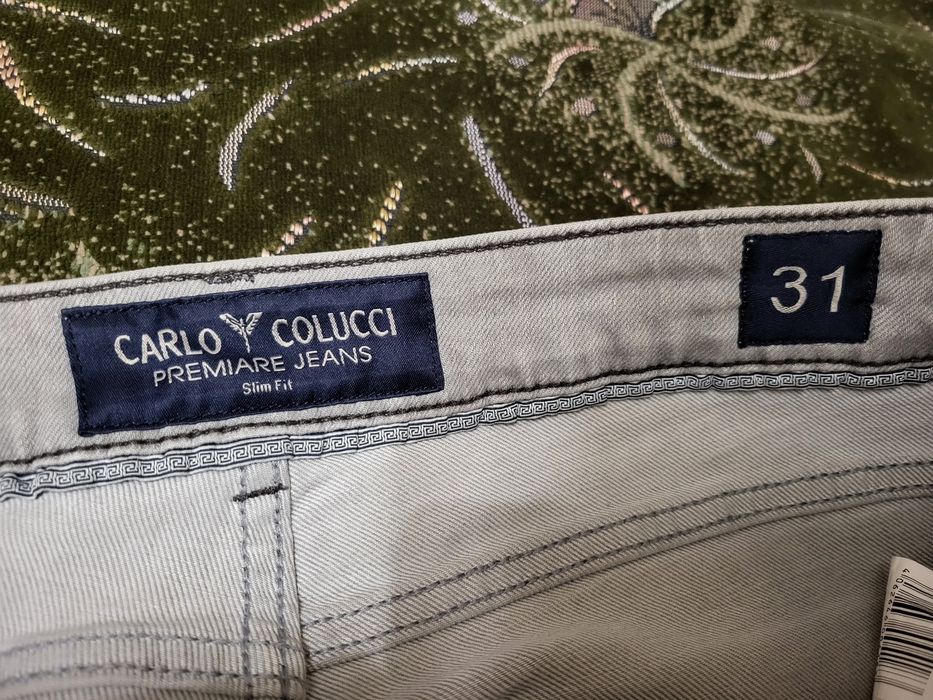 CARLO COLUCCI
PREMIARE JEANS
Slim Fit
31